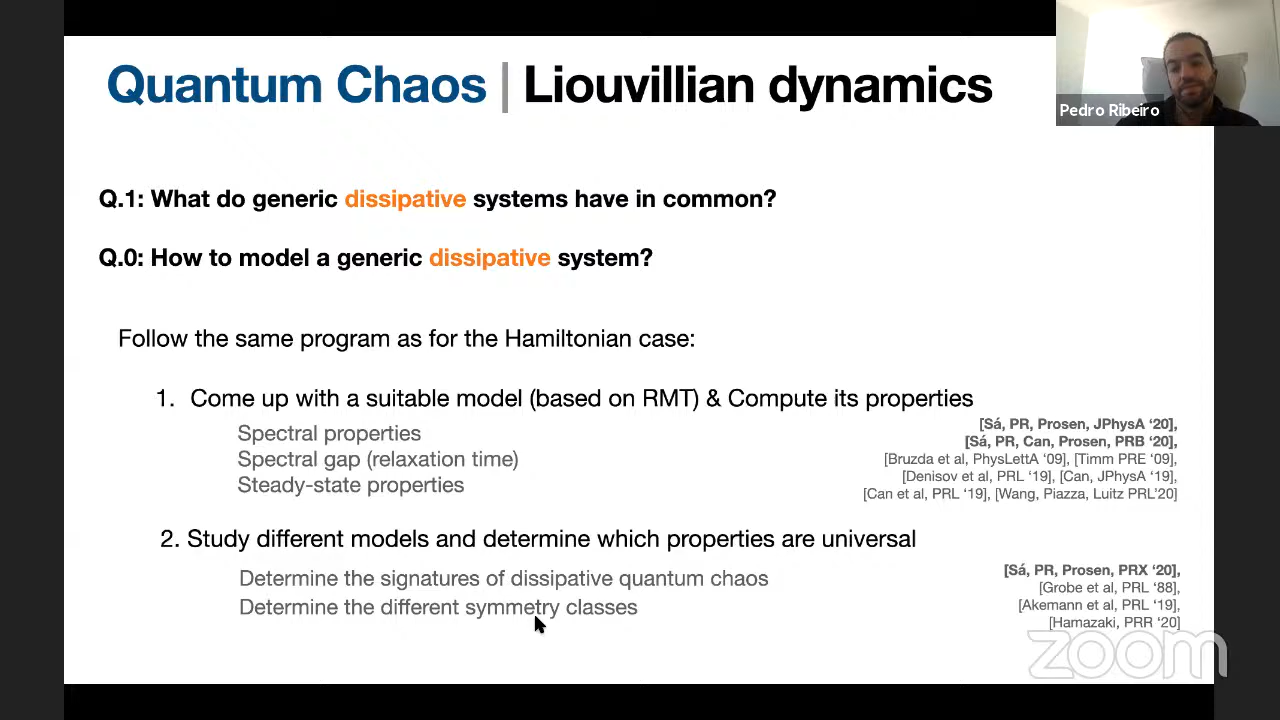 Quantum Chaos | Liouvillian dynamics
Pedro Ribeiro
Q.1: What do generic dissipative systems have in common?
Q.0: How to model a generic dissipative system?
Follow the same program as for the Hamiltonian case:
1. Come up with a suitable model (based on RMT) & Compute its properties
Spectral properties
Spectral gap (relaxation time)
Steady-state properties
[Sá, PR, Prosen, JPhysA ‘20],
[Sá, PR, Can, Prosen, PRB ‘20],
[Bruzda et al, PhysLettA ‘09], [Timm PRE ‘09],
[Denisov et al, PRL ‘19], [Can, JPhysA ‘19],
[Can et al, PRL ‘19], [Wang, Piazza, Luitz PRL’20]
2. Study different models and determine which properties are universal
Determine the signatures of dissipative quantum chaos
Determine the different symmetry classes
[Sá, PR, Prosen, PRX ‘20],
[Grobe et al, PRL ‘88],
[Akemann et al, PRL ‘19],
[Hamazaki, PRR ‘20]
zoom